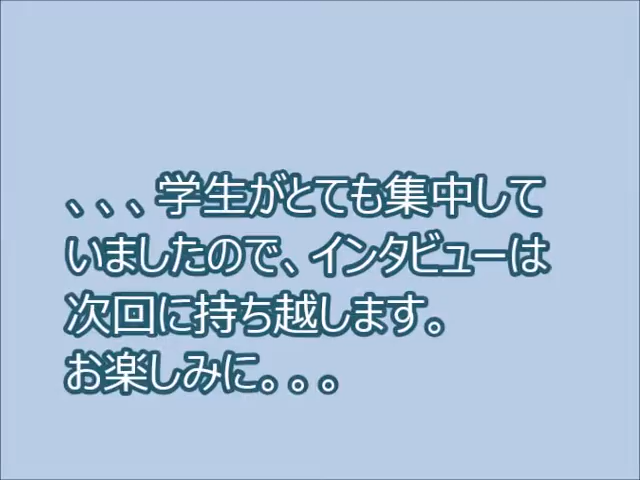 、、、学生がとても集中して
いましたので、インタビューは
次回に持ち越します。
お楽しみに。。。